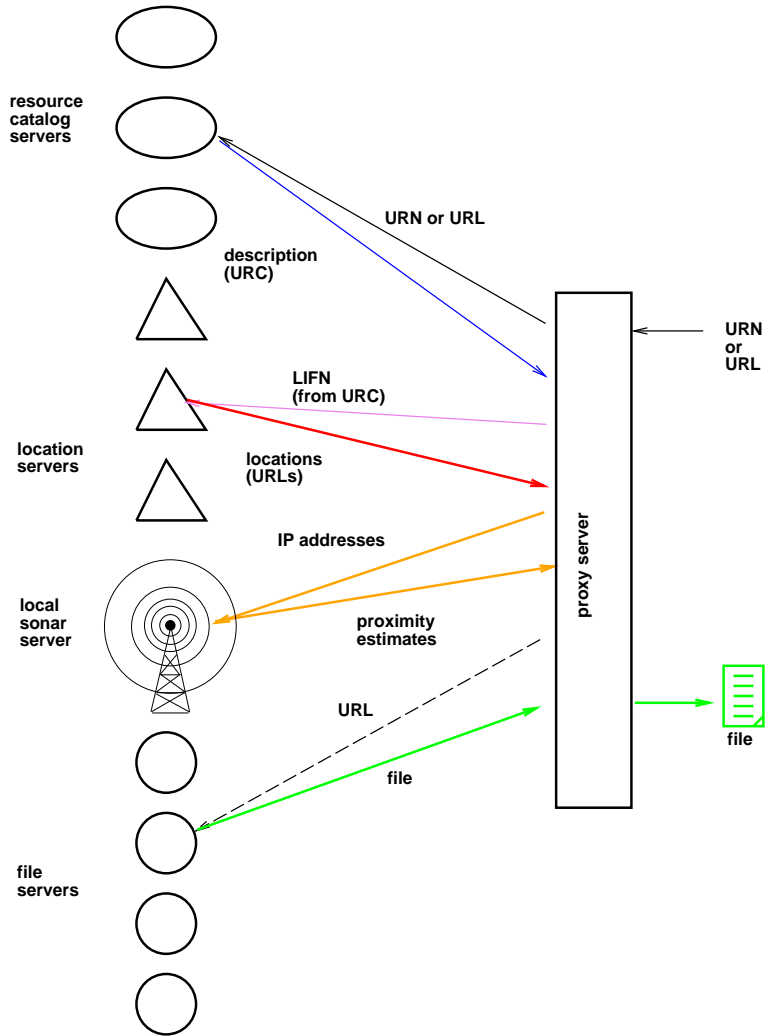 resource
catalog
servers
URN or URL
description
(URC)
URN
or
URL
LIFN
(from URC)
location
servers
locations
(URLs)
IP addresses
proxy server
local
sonar
server
proximity
estimates
URL
file
file
file
servers